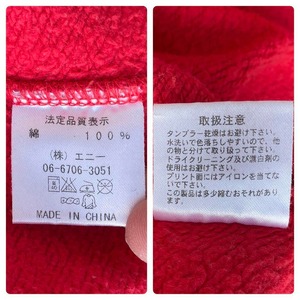 法定品質表示
綿 100%
(株) エニー
06-6706-3051
MADE IN CHINA
取扱注意
タンブラー乾燥はお避け下さい。
水洗いで色落ちしやすいので、他
の物と分けて取り扱って下さい。
ドライクリーニング及び漂白剤の
使用はお避け下さい。
プリント面にはアイロンを当てな
いで下さい。
この製品は多少縮むおそれがあり
ます。